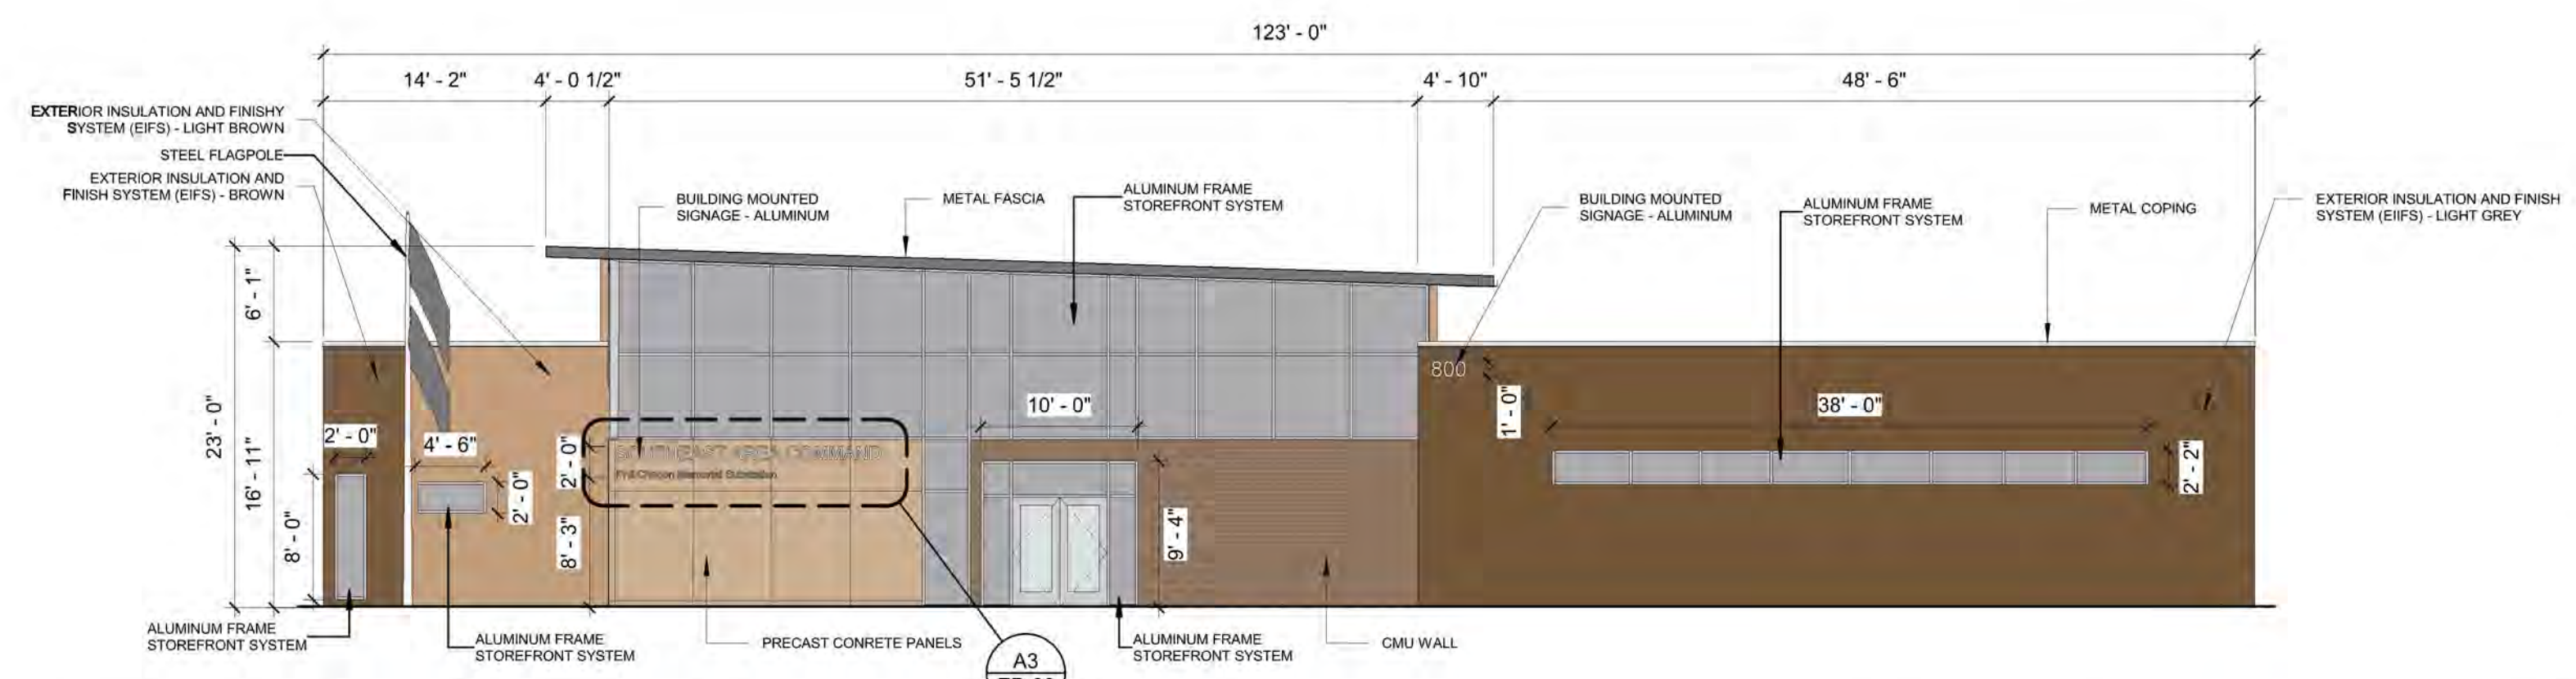 123' - 0"
14' - 2"
4' - 0 1/2"
51' - 5 1/2"
4' - 10"
48' - 6"
EXTERIOR INSULATION AND FINISHY
SYSTEM (EIFS) - LIGHT BROWN
STEEL FLAGPOLE
EXTERIOR INSULATION AND
FINISH SYSTEM (EIFS) - BROWN
BUILDING MOUNTED
SIGNAGE - ALUMINUM
METAL FASCIA
ALUMINUM FRAME
STOREFRONT SYSTEM
BUILDING MOUNTED
SIGNAGE - ALUMINUM
ALUMINUM FRAME
STOREFRONT SYSTEM
METAL COPING
EXTERIOR INSULATION AND FINISH
SYSTEM (EIIFS) - LIGHT GREY
23' - 0"
6' - 1"
16' - 11"
8' - 0"
2' - 0"
4' - 6"
2' - 0"
2' - 0"
8' - 3"
SOUTHEAST AREA COMMAND
Phil Chacon Memorial Substation
10' - 0"
9' - 4"
800
1' - 0"
38' - 0"
2' - 2"
ALUMINUM FRAME
STOREFRONT SYSTEM
ALUMINUM FRAME
STOREFRONT SYSTEM
PRECAST CONRETE PANELS
A3
ALUMINUM FRAME
STOREFRONT SYSTEM
CMU WALL